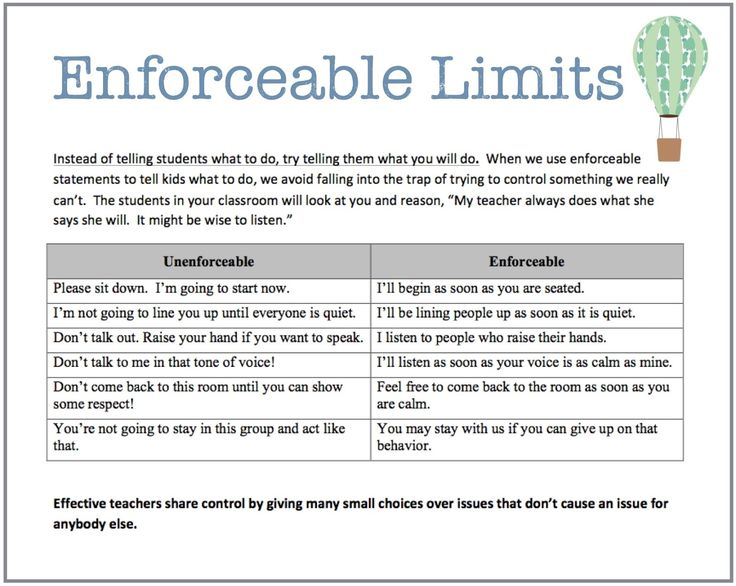 Enforceable Limits
Instead of telling students what to do, try telling them what you will do.  When we use enforceable
statements to tell kids what to do, we avoid falling into the trap of trying to control something we really
can’t.  The students in your classroom will look at you and reason, “My teacher always does what she
says she will.  It might be wise to listen.”
Unenforceable
Enforceable
Please sit down.  I’m going to start now.
I’ll begin as soon as you are seated.
I’m not going to line you up until everyone is quiet.
I’ll be lining people up as soon as it is quiet.
Don’t talk out. Raise your hand if you want to speak.
I listen to people who raise their hands.
Don’t talk to me in that tone of voice!
I’ll listen as soon as your voice is as calm as mine.
Don’t come back to this room until you can show
some respect!
Feel free to come back to the room as soon as you
are calm.
You’re not going to stay in this group and act like
that.
You may stay with us if you can give up on that
behavior.
Effective teachers share control by giving many small choices over issues that don’t cause an issue for
anybody else.